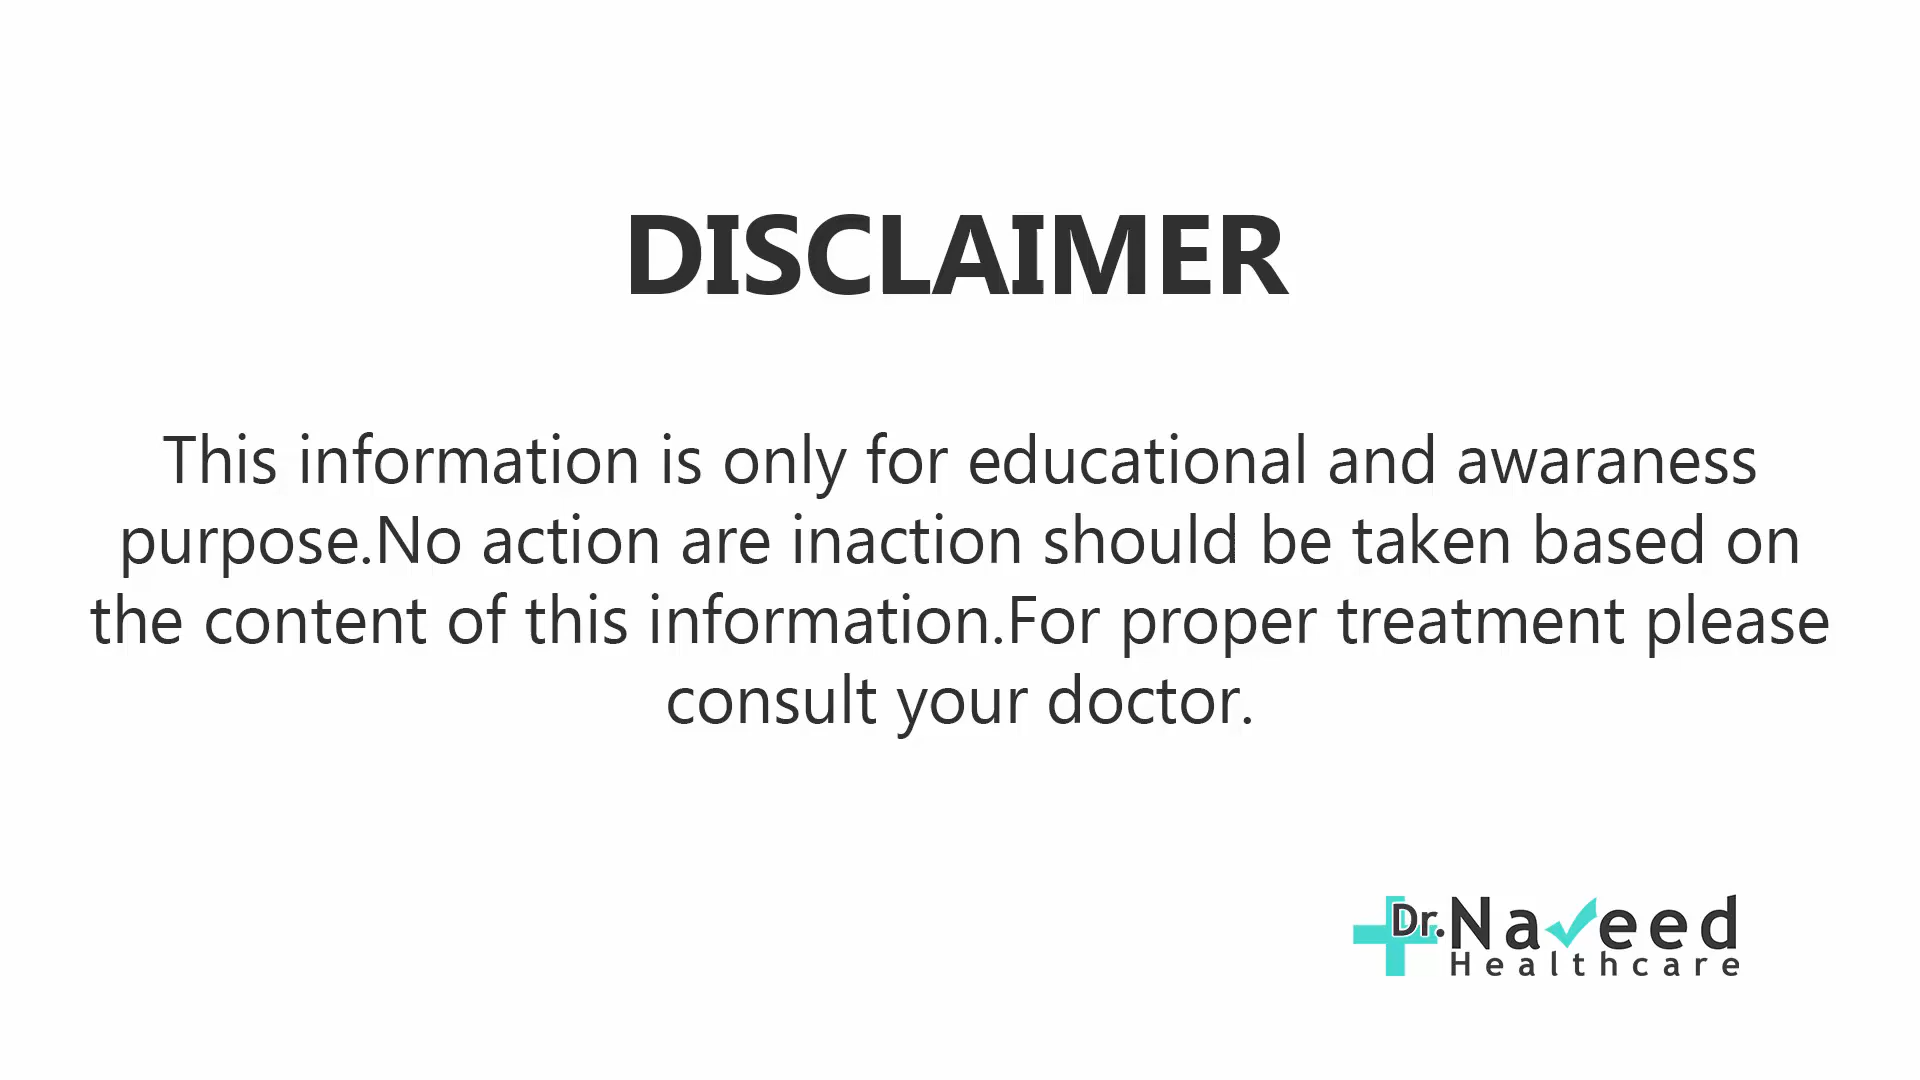 DISCLAIMER
This information is only for educational and awaraness
purpose.No action are inaction should be taken based on
the content of this information.For proper treatment please
consult your doctor.
Dr.Naveed
Healthcare